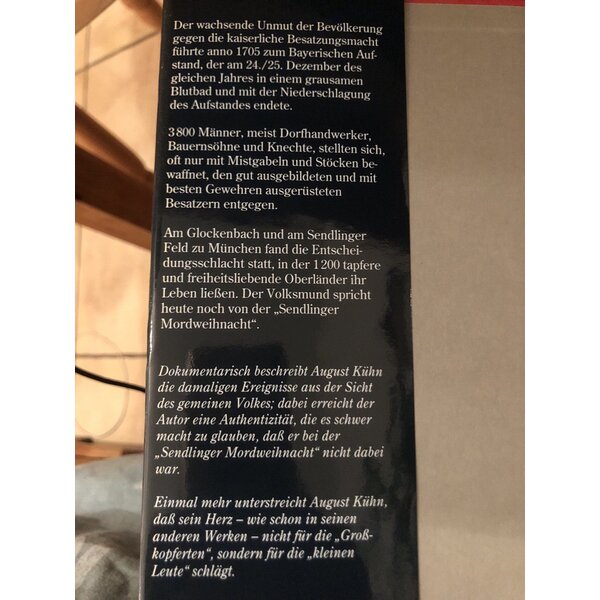 Der wachsende Unmut der Bevölkerung
gegen die kaiserliche Besatzungsmacht
führte anno 1705 zum Bayerischen Auf-
stand, der am 24./25. Dezember des
gleichen Jahres in einem grausamen
Blutbad und mit der Niederschlagung
des Aufstandes endete.
3800 Männer, meist Dorfhandwerker,
Bauernsöhne und Knechte, stellten sich,
oft nur mit Mistgabeln und Stöcken be-
waffnet, den gut ausgebildeten und mit
besten Gewehren ausgerüsteten
Besatzern entgegen.
Am Glockenbach und am Sendlinger
Feld zu München fand die Entschei-
dungsschlacht statt, in der 1200 tapfere
und freiheitsliebende Oberländer ihr
Leben ließen. Der Volksmund spricht
heute noch von der „Sendlinger
Mordweihnacht“.
Dokumentarisch beschreibt August Kühn
die damaligen Ereignisse aus der Sicht
des gemeinen Volkes; dabei erreicht der
Autor eine Authentizität, die es schwer
macht zu glauben, daß er bei der
„Sendlinger Mordweihnacht“ nicht dabei
war.
Einmal mehr unterstreicht August Kühn,
daß sein Herz – wie schon in seinen
anderen Werken – nicht für die „Groß-
kopferten“, sondern für die „kleinen
Leute“ schlägt.